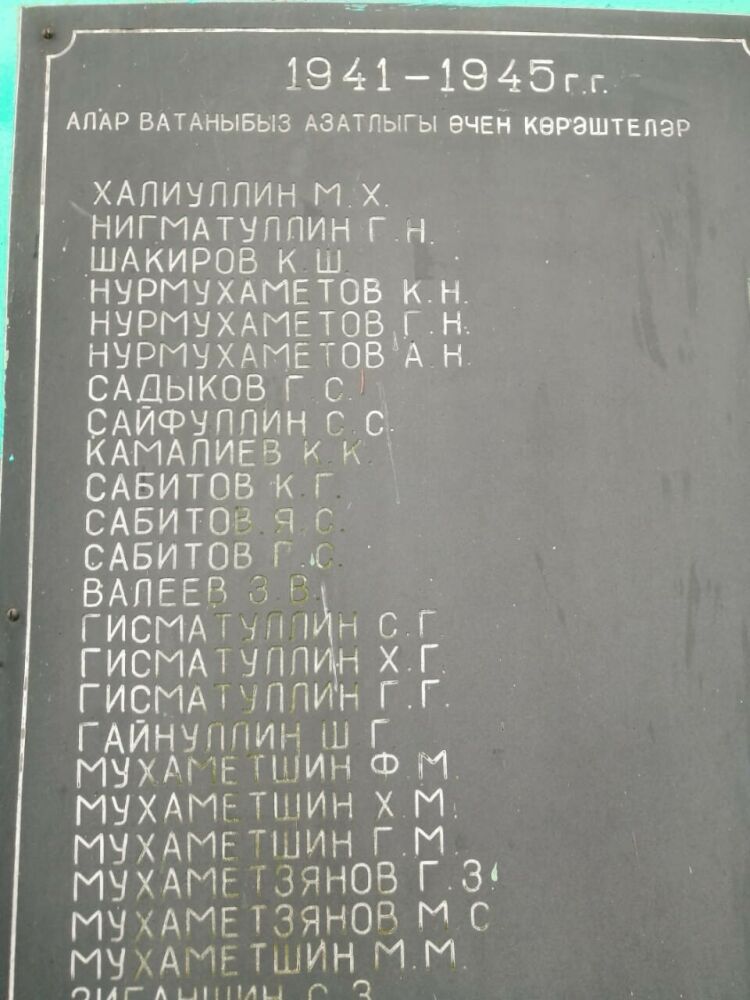 1941-1945г.г.
АЛАР ВАТАНЫБЫЗ АЗАТЛЫГЫ ӨЧЕН КӨРӘШТЕЛӘР
ХАЛИУЛЛИН М.Х.
НИГМАТУЛЛИН Г.Н.
ШАКИРОВ К.Ш.
НУРМУХАМЕТОВ К.Н.
НУРМУХАМЕТОВ Г.Н.
НУРМУХАМЕТОВ А.Н.
САДЫКОВ Г.С.
САЙФУЛЛИН С.С.
КАМАЛИЕВ К.К.
САБИТОВ К.Г.
САБИТОВ Я.С.
САБИТОВ Г.С.
ВАЛЕЕВ З.В.
ГИСМАТУЛЛИН С.Г.
ГИСМАТУЛЛИН Х.Г.
ГИСМАТУЛЛИН Г.Г.
ГАЙНУЛЛИН Ш.Г.
МУХАМЕТШИН Ф.М.
МУХАМЕТШИН Х.М.
МУХАМЕТШИН Г.М.
МУХАМЕТЗЯНОВ Г.З.
МУХАМЕТЗЯНОВ М.С
МУХАМЕТШИН М.М.
ЗИГАНШИН С.З.